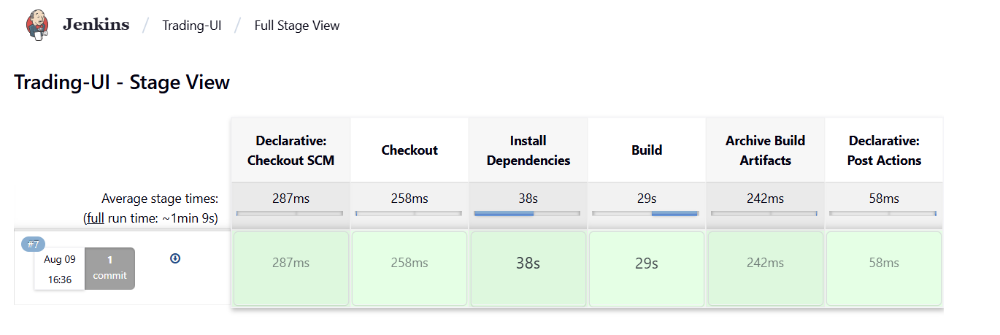 Jenkins / Trading-UI / Full Stage View
Trading-UI - Stage View
Declarative: Checkout SCM
Checkout
Install Dependencies
Build
Archive Build Artifacts
Declarative: Post Actions
Average stage times:
(full run time: ~1min 9s)
287ms 258ms 38s 29s 242ms 58ms
#7
Aug 09
16:36
1
commit
287ms 258ms 38s 29s 242ms 58ms